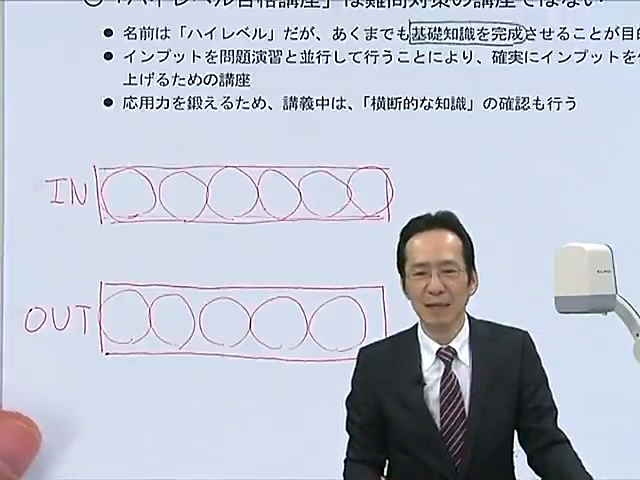 「ハイレベル合格講座」は難問対策の講座ではない
● 名前は「ハイレベル」だが、あくまでも基礎知識を完成させることが目的
● インプットを問題演習と並行して行うことにより、確実にインプットを
上げるための講座
● 応用力を鍛えるため、講義中は、「横断的な知識」の確認も行う
IN
OUT